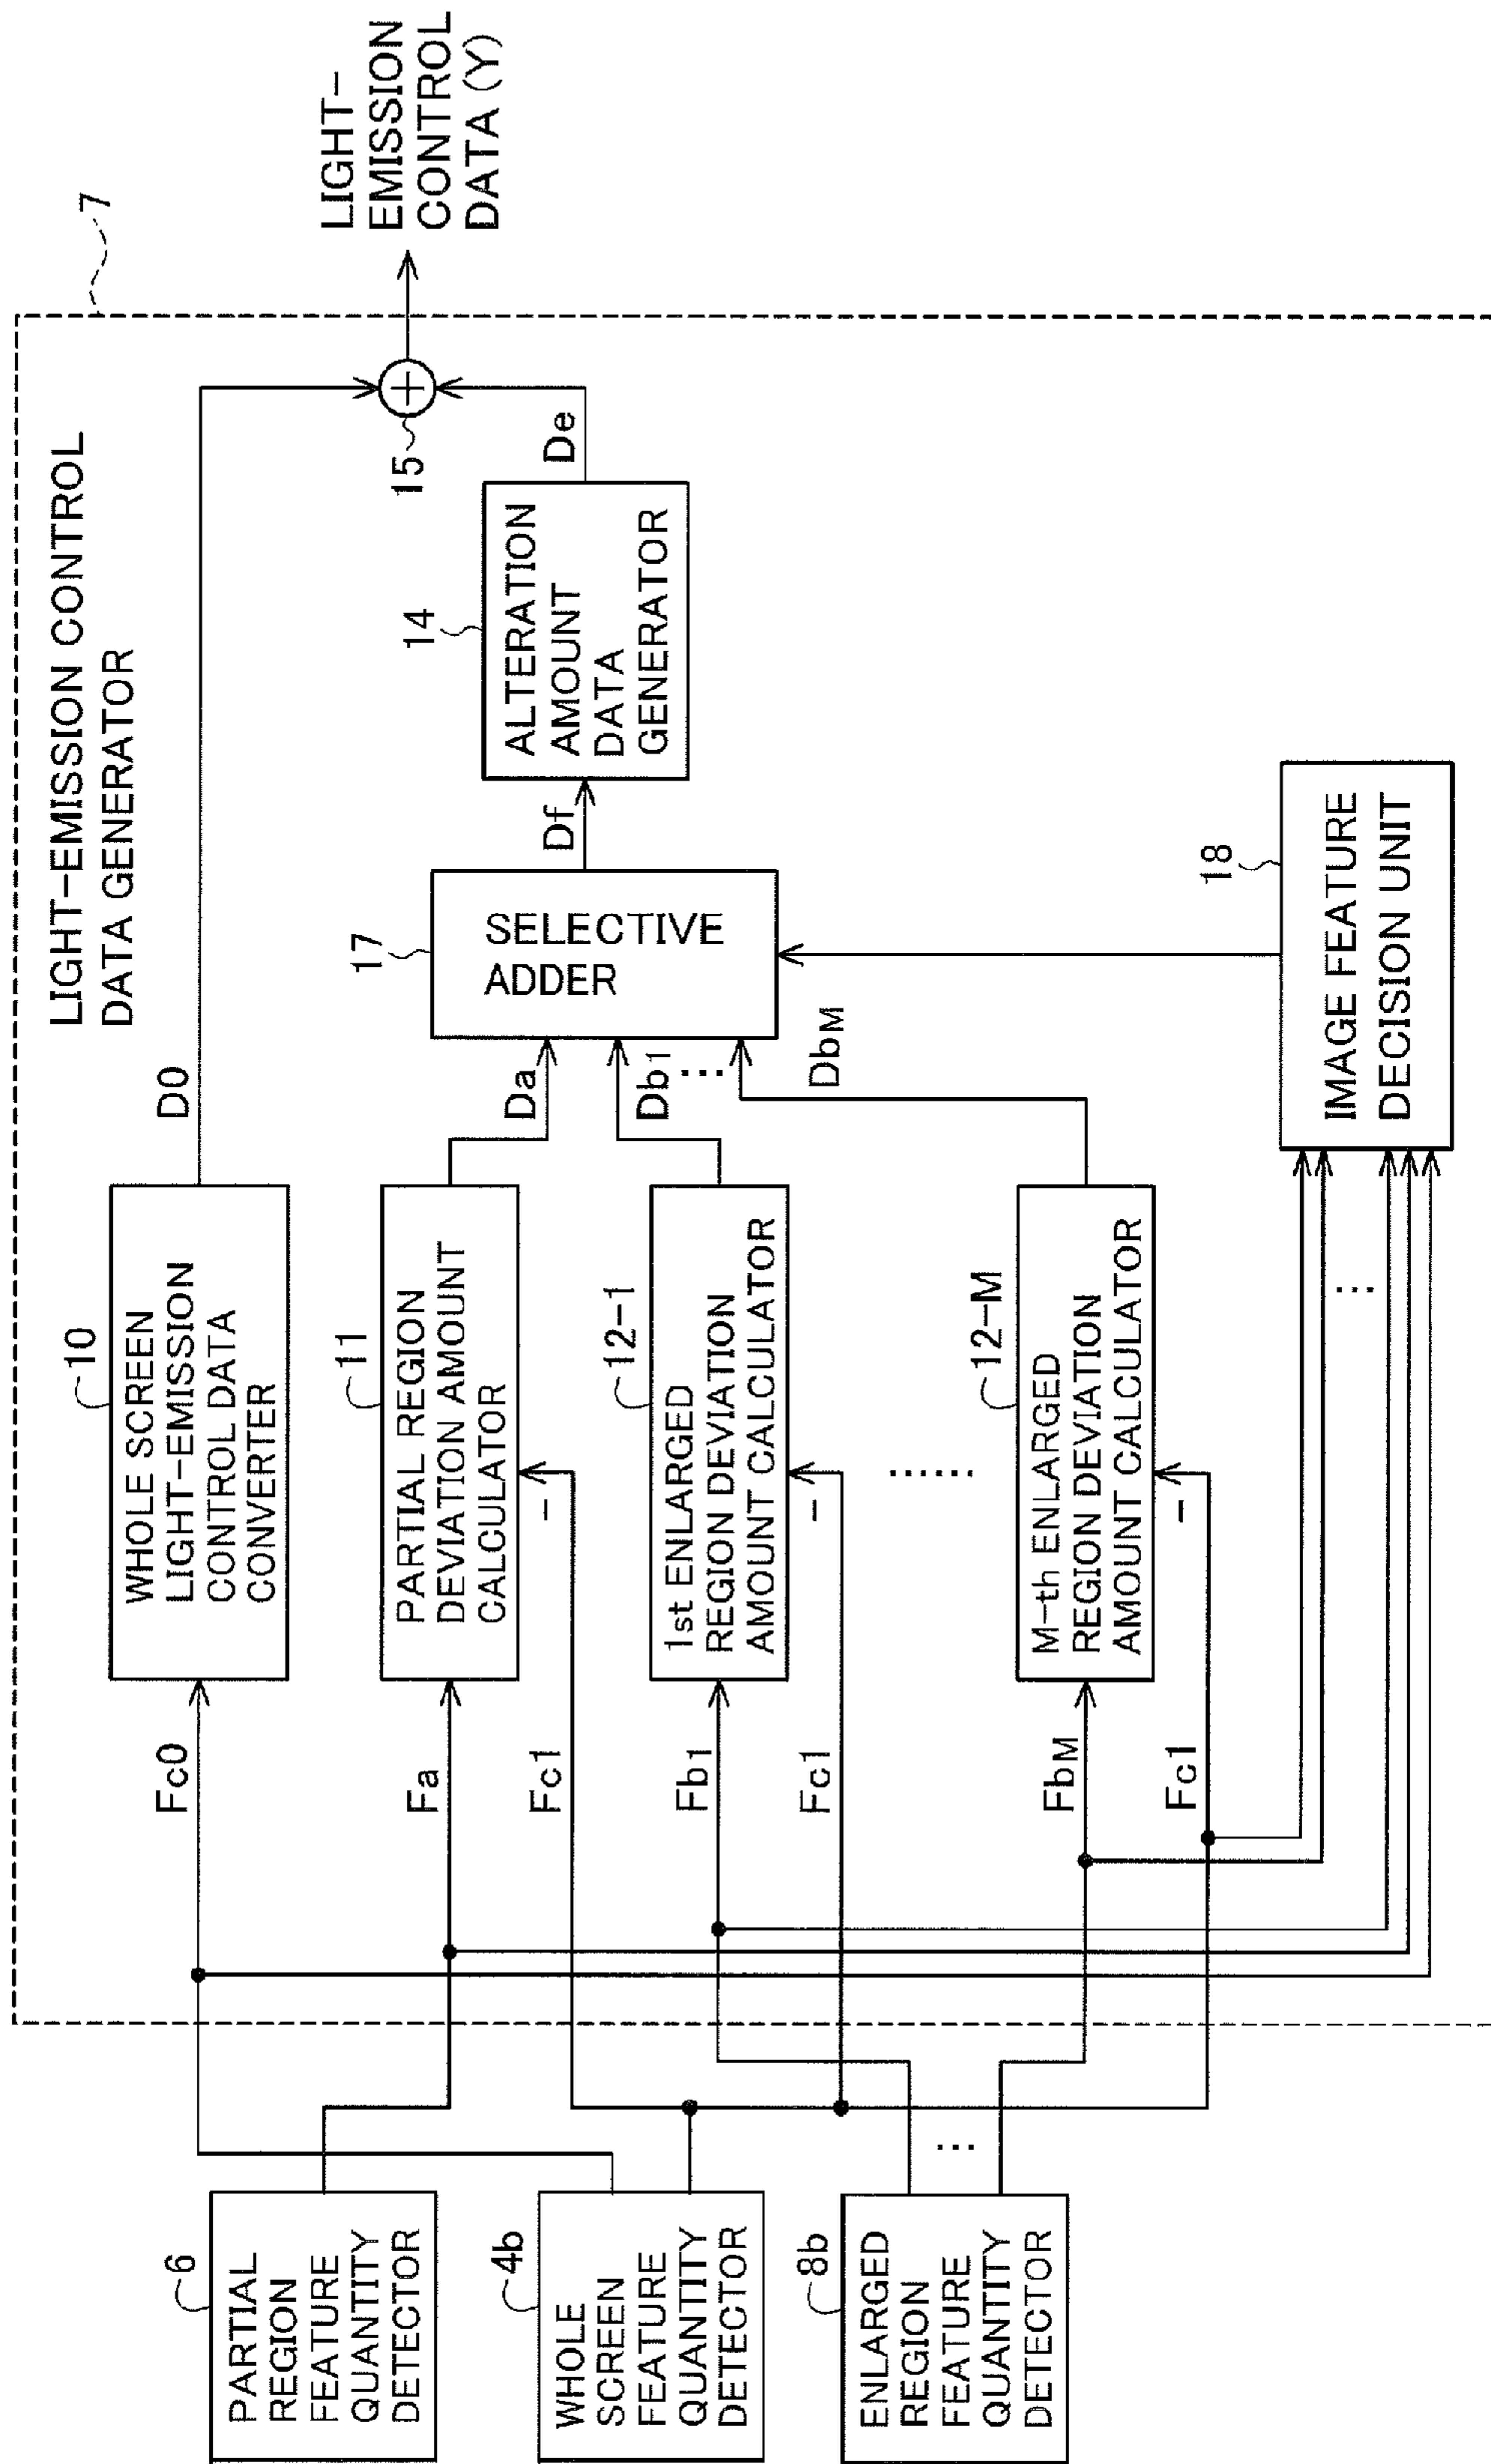 LIGHT-EMISSION CONTROL
DATA GENERATOR
7
6
PARTIAL
REGION
FEATURE
QUANTITY
DETECTOR
4b
WHOLE
SCREEN
FEATURE
QUANTITY
DETECTOR
8b
ENLARGED
REGION
FEATURE
QUANTITY
DETECTOR
...
Fc0
Fa
Fc1
Fb1
Fc1
FbM
Fc1
10
WHOLE SCREEN
LIGHT-EMISSION
CONTROL DATA
CONVERTER
11
PARTIAL REGION
DEVIATION AMOUNT
CALCULATOR
−
12-1
1st ENLARGED
REGION DEVIATION
AMOUNT CALCULATOR
−
......
12-M
M-th ENLARGED
REGION DEVIATION
AMOUNT CALCULATOR
−
...
D0
Da
Db1
...
DbM
17
SELECTIVE
ADDER
18
IMAGE FEATURE
DECISION UNIT
Df
14
ALTERATION
AMOUNT
DATA
GENERATOR
De
15
+
LIGHT-
EMISSION
CONTROL
DATA (Y)